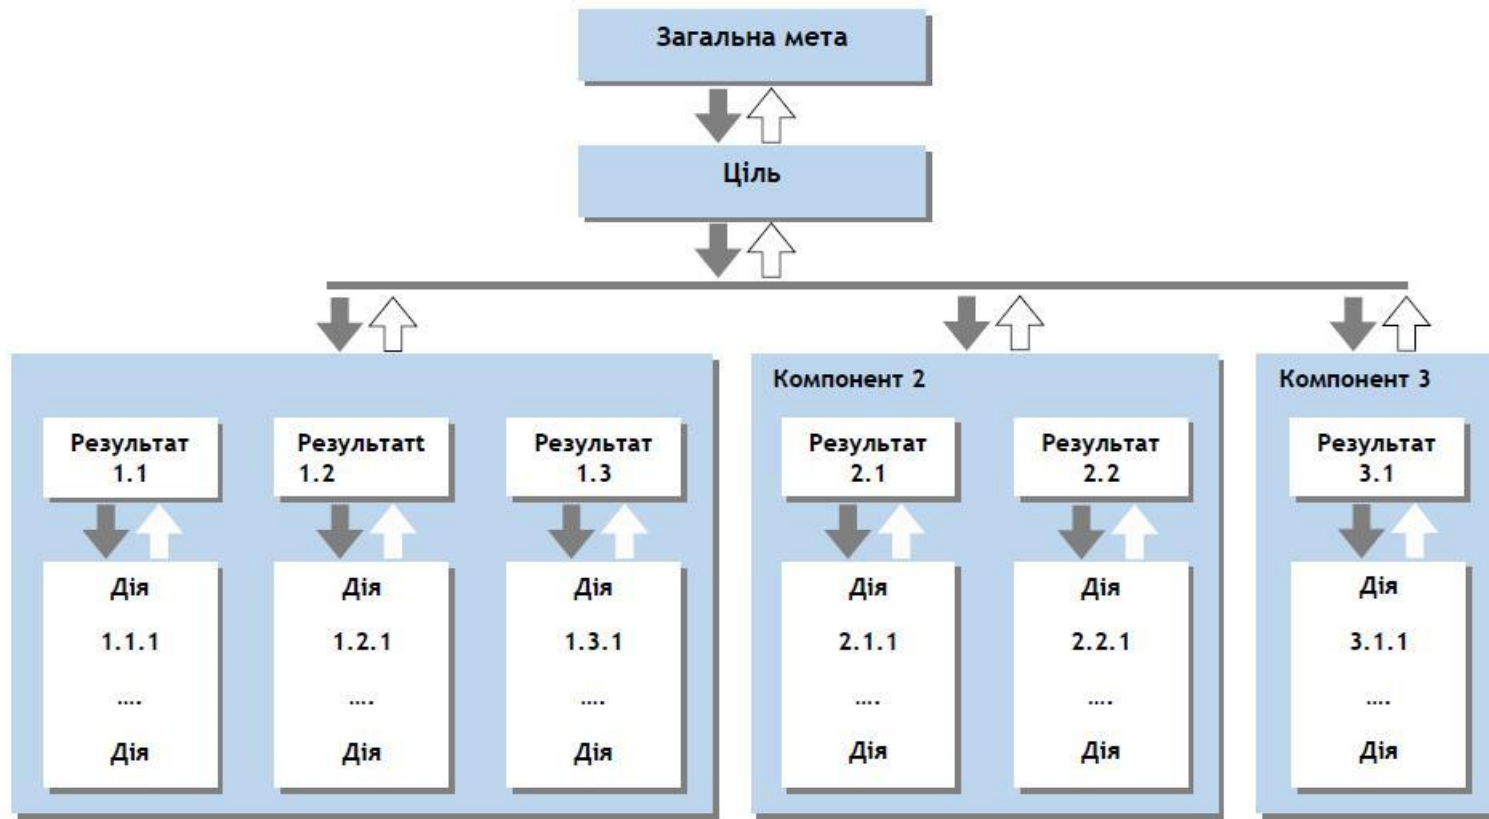 Загальна мета
Ціль
Компонент 2
Компонент 3
Результат
1.1
Результатt
1.2
Результат
1.3
Результат
2.1
Результат
2.2
Результат
3.1
Дія
1.1.1
....
Дія
Дія
1.2.1
....
Дія
Дія
1.3.1
....
Дія
Дія
2.1.1
....
Дія
Дія
2.2.1
....
Дія
Дія
3.1.1
....
Дія